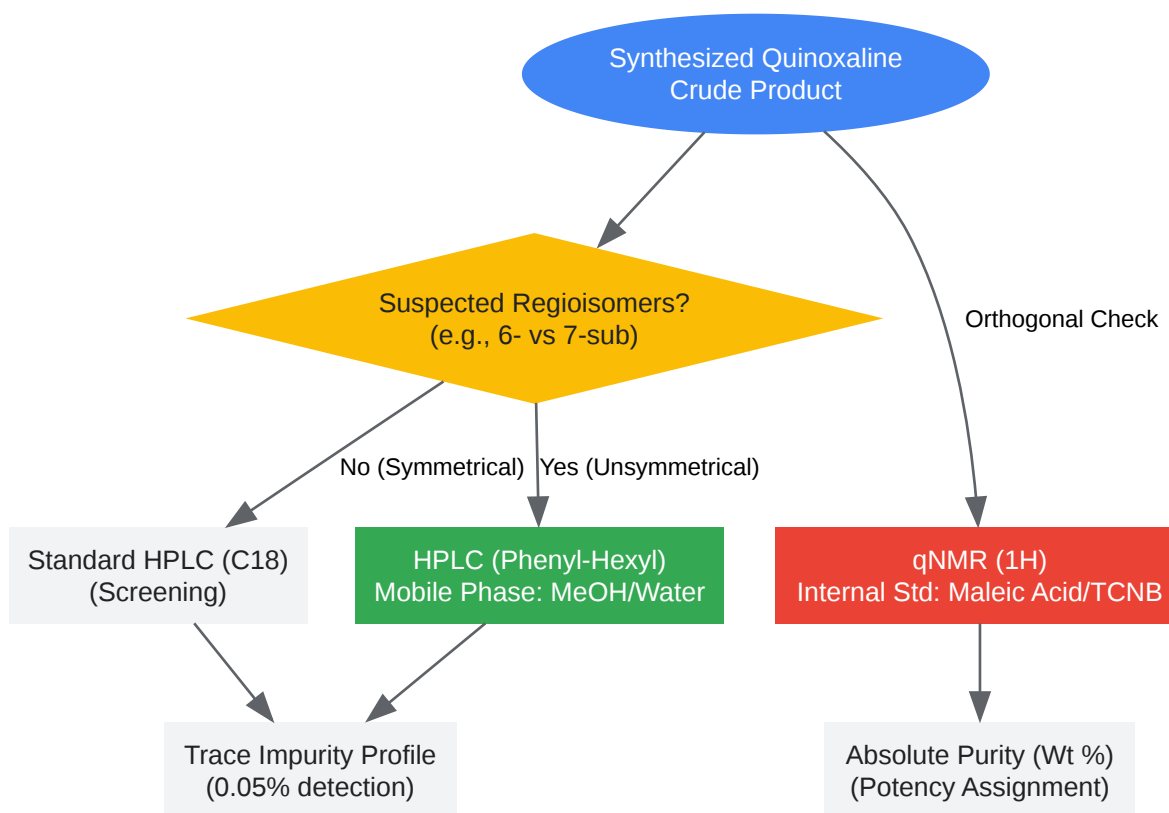 Synthesized Quinoxaline
Crude Product
Suspected Regioisomers?
(e.g., 6- vs 7-sub)
Orthogonal Check
No (Symmetrical)
Yes (Unsymmetrical)
Standard HPLC (C18)
(Screening)
HPLC (Phenyl-Hexyl)
Mobile Phase: MeOH/Water
qNMR (1H)
Internal Std: Maleic Acid/TCNB
Trace Impurity Profile
(0.05% detection)
Absolute Purity (Wt %)
(Potency Assignment)